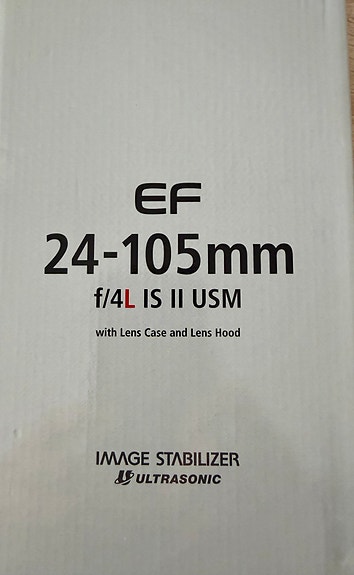 EF
24-105mm
f/4L IS II USM
with Lens Case and Lens Hood
IMAGE STABILIZER
ULTRASONIC